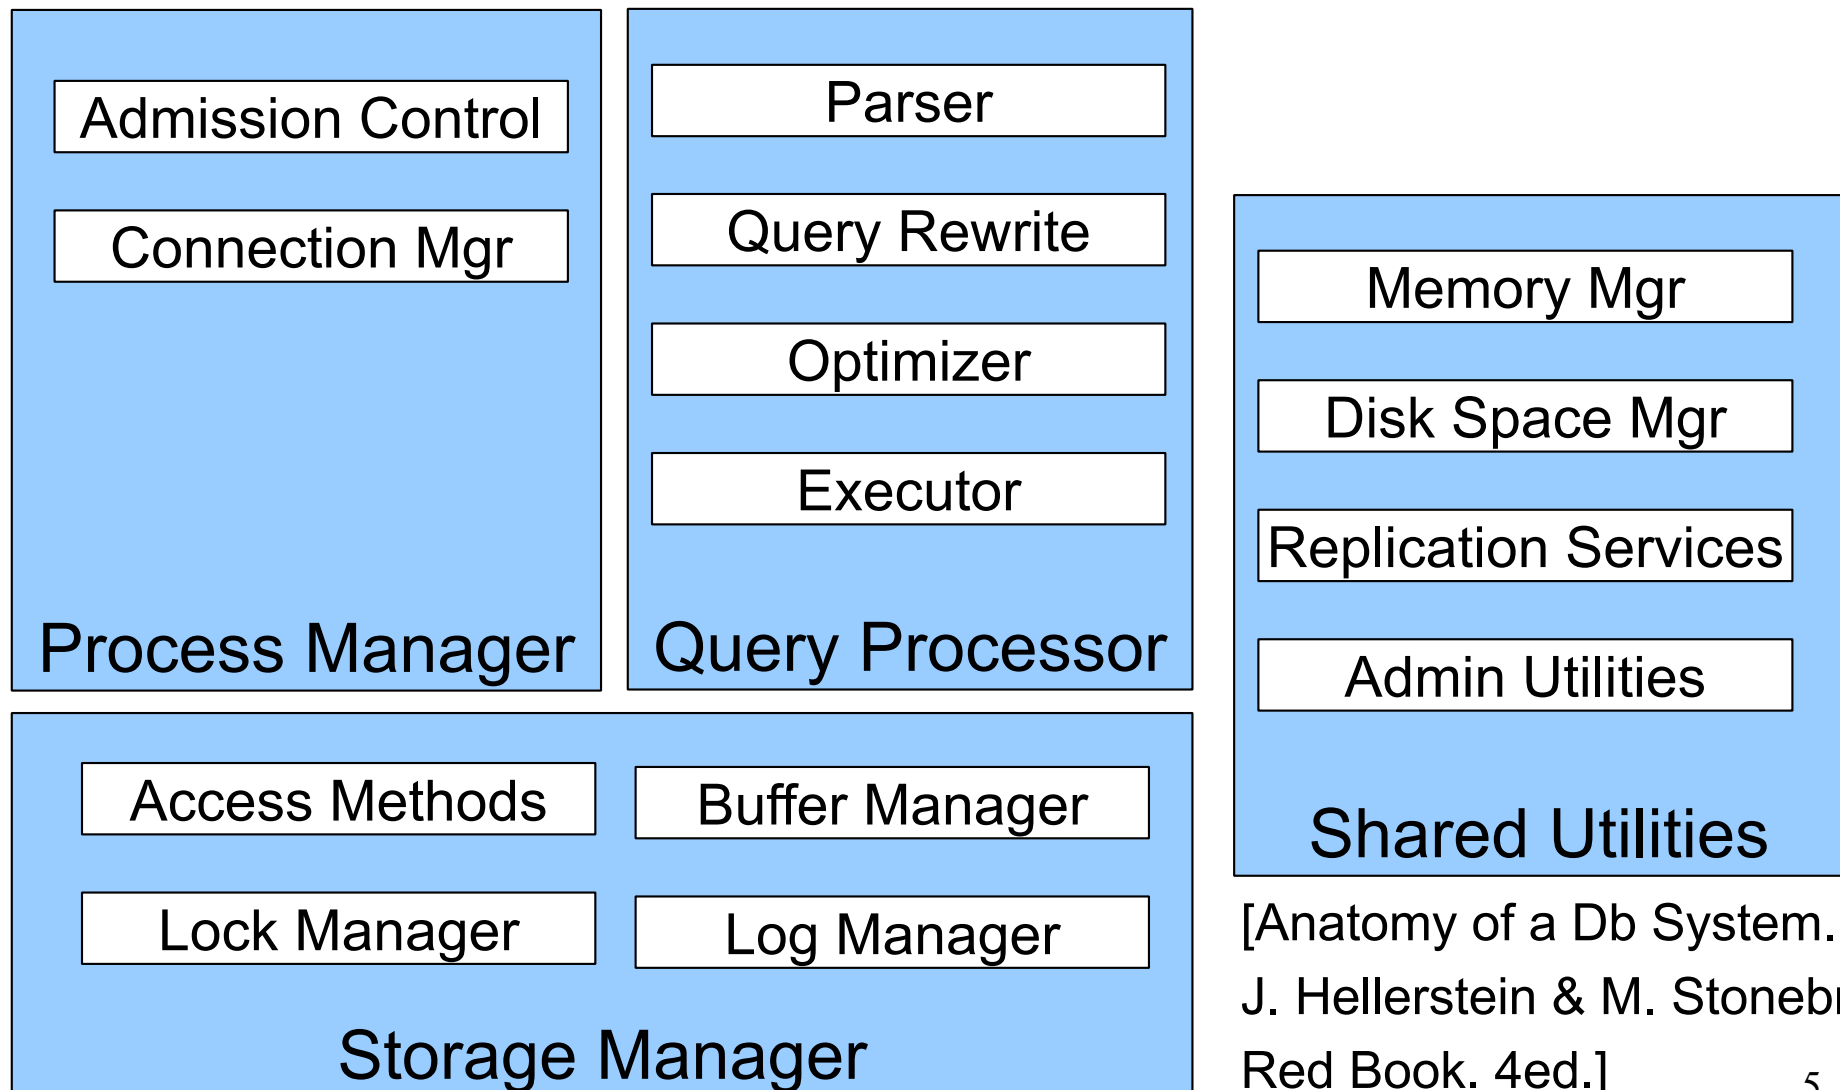 Admission Control
Connection Mgr
Process Manager
Parser
Query Rewrite
Optimizer
Executor
Query Processor
Memory Mgr
Disk Space Mgr
Replication Services
Admin Utilities
Shared Utilities
Access Methods
Buffer Manager
Lock Manager
Log Manager
Storage Manager
[Anatomy of a Db System.
J. Hellerstein & M. Stonebr
Red Book. 4ed.]
5